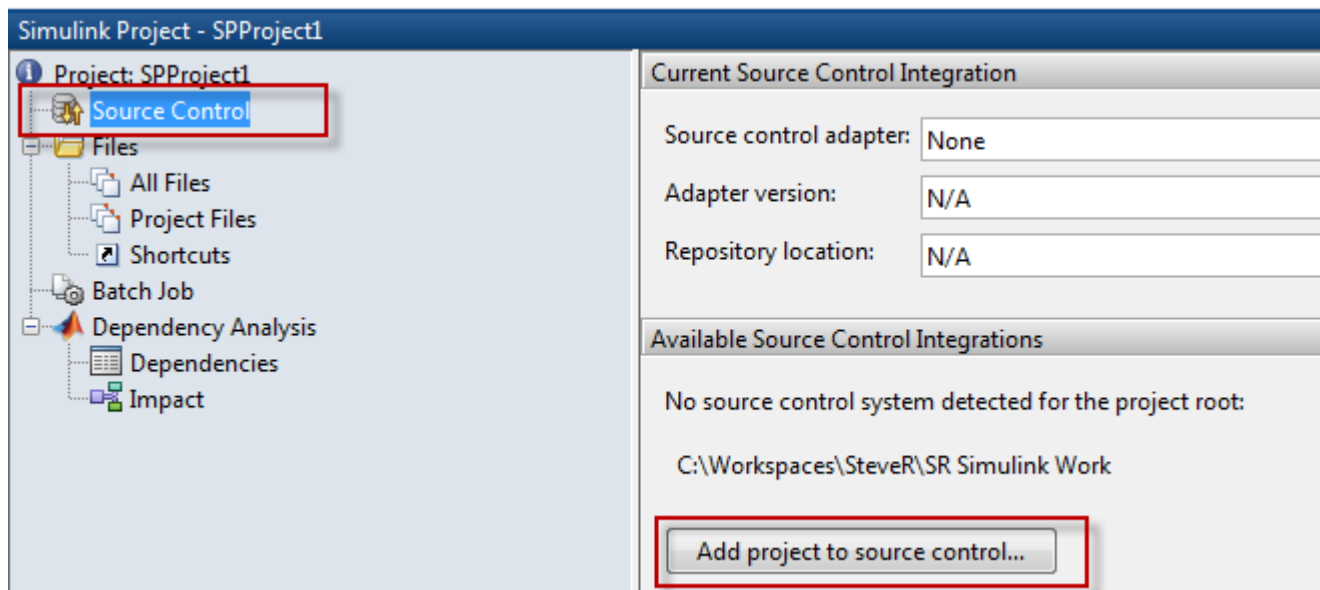 Simulink Project - SPProject1
Project: SPProject1
Source Control
Files
All Files
Project Files
Shortcuts
Batch Job
Dependency Analysis
Dependencies
Impact
Current Source Control Integration
Source control adapter: None
Adapter version: N/A
Repository location: N/A
Available Source Control Integrations
No source control system detected for the project root:
C:\Workspaces\SteveR\SR Simulink Work
Add project to source control...